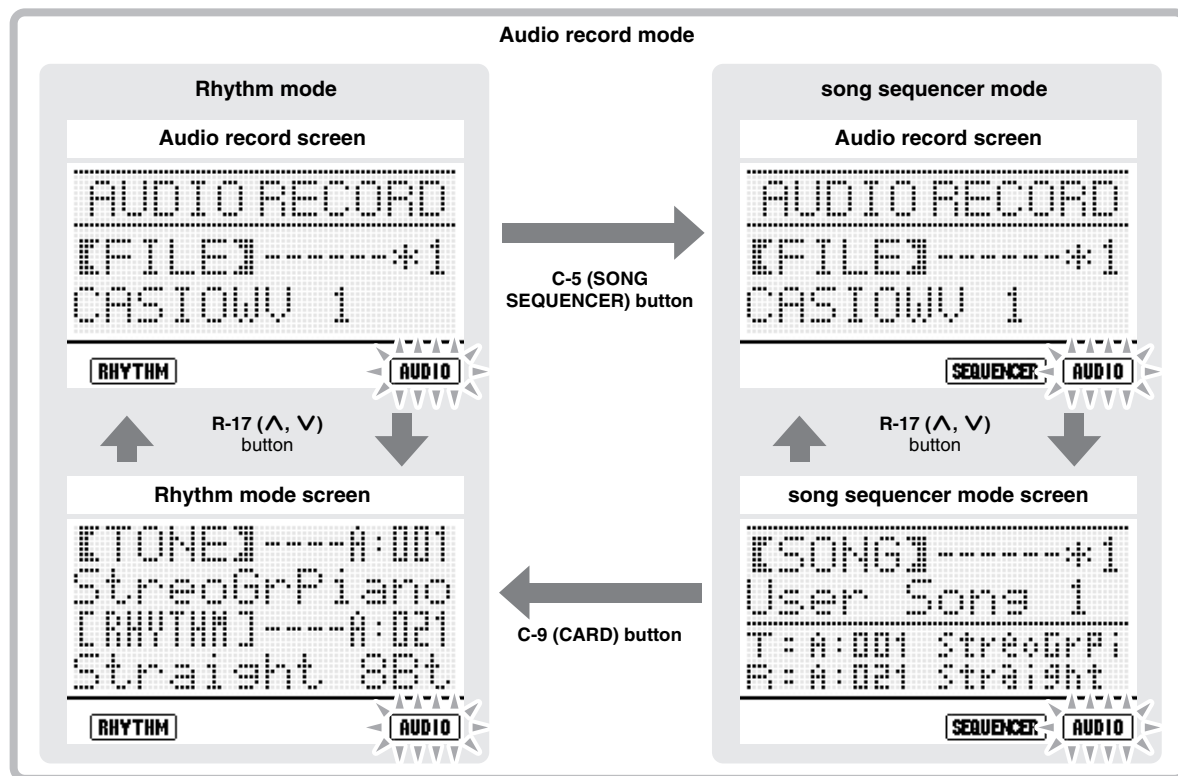 Audio record mode
Rhythm mode
Audio record screen
AUDIO RECORD
【FILE】------*1
CASIOWV 1
RHYTHM
AUDIO
R-17 (∧, ∨)
button
Rhythm mode screen
【TONE】----A:001
StreoGrPiano
[RHYTHM]----A:021
Straight 8Bt
RHYTHM
AUDIO
C-5 (SONG
SEQUENCER) button
C-9 (CARD) button
song sequencer mode
Audio record screen
AUDIO RECORD
【FILE】------*1
CASIOWV 1
SEQUENCER
AUDIO
R-17 (∧, ∨)
button
song sequencer mode screen
【SONG】------*1
User Song 1
T:A:001 StreoGrPi
R:A:021 Straight
SEQUENCER
AUDIO